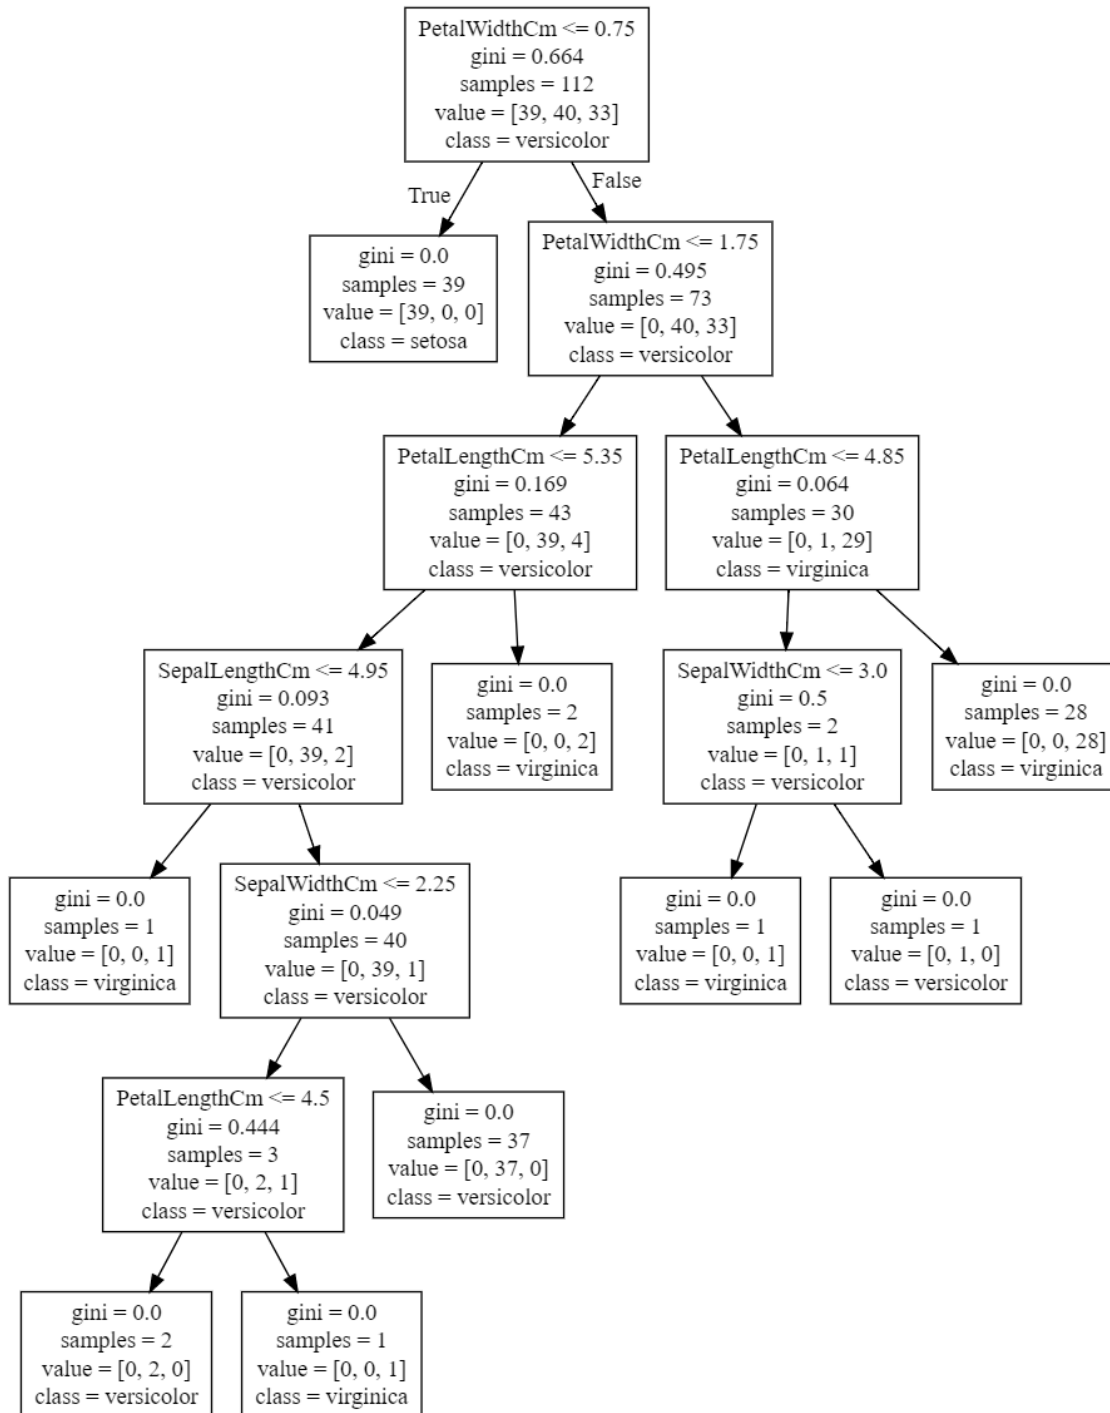 PetalWidthCm <= 0.75
gini = 0.664
samples = 112
value = [39, 40, 33]
class = versicolor
True
False
gini = 0.0
samples = 39
value = [39, 0, 0]
class = setosa
PetalWidthCm <= 1.75
gini = 0.495
samples = 73
value = [0, 40, 33]
class = versicolor
PetalLengthCm <= 5.35
gini = 0.169
samples = 43
value = [0, 39, 4]
class = versicolor
PetalLengthCm <= 4.85
gini = 0.064
samples = 30
value = [0, 1, 29]
class = virginica
SepalLengthCm <= 4.95
gini = 0.093
samples = 41
value = [0, 39, 2]
class = versicolor
gini = 0.0
samples = 2
value = [0, 0, 2]
class = virginica
SepalWidthCm <= 3.0
gini = 0.5
samples = 2
value = [0, 1, 1]
class = versicolor
gini = 0.0
samples = 28
value = [0, 0, 28]
class = virginica
gini = 0.0
samples = 1
value = [0, 0, 1]
class = virginica
SepalWidthCm <= 2.25
gini = 0.049
samples = 40
value = [0, 39, 1]
class = versicolor
gini = 0.0
samples = 1
value = [0, 0, 1]
class = virginica
gini = 0.0
samples = 1
value = [0, 1, 0]
class = versicolor
PetalLengthCm <= 4.5
gini = 0.444
samples = 3
value = [0, 2, 1]
class = versicolor
gini = 0.0
samples = 37
value = [0, 37, 0]
class = versicolor
gini = 0.0
samples = 2
value = [0, 2, 0]
class = versicolor
gini = 0.0
samples = 1
value = [0, 0, 1]
class = virginica